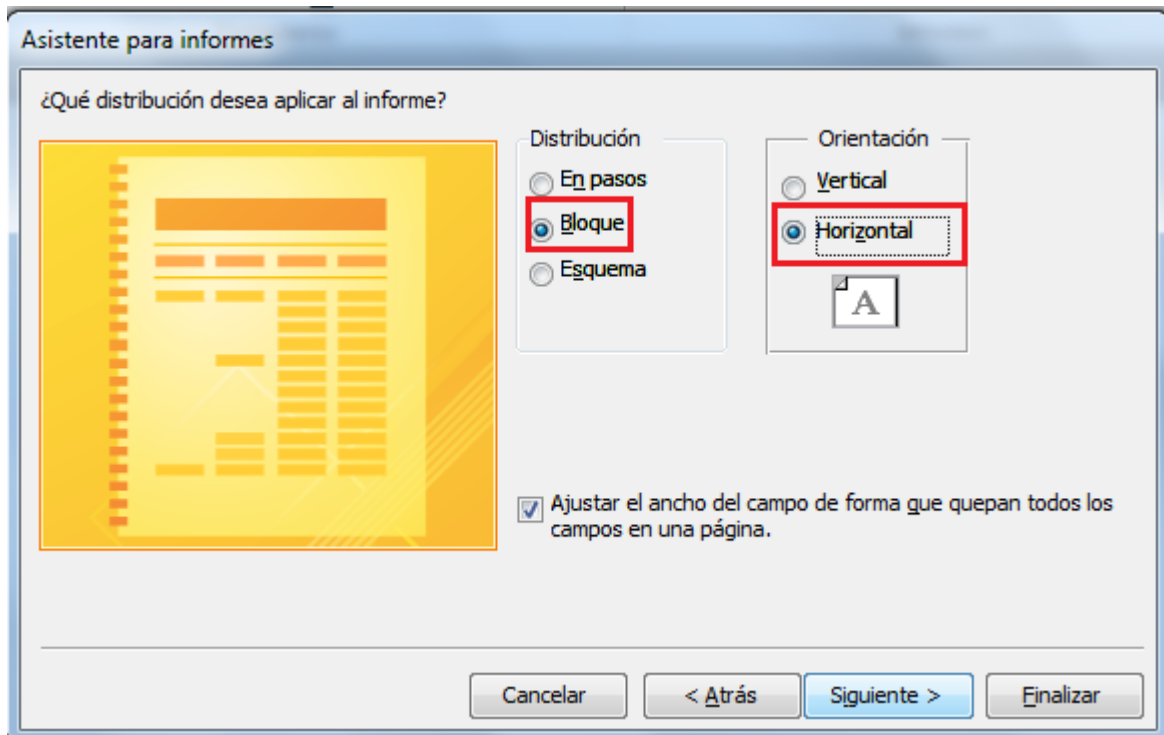 Asistente para informes
¿Qué distribución desea aplicar al informe?
Distribución
En pasos
Bloque
Esquema
Orientación
Vertical
Horizontal
A
Ajustar el ancho del campo de forma que quepan todos los
campos en una página.
Cancelar
< Atrás
Siguiente >
Finalizar